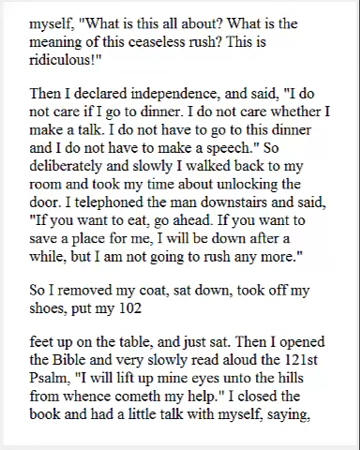 myself, "What is this all about? What is the
meaning of this ceaseless rush? This is
ridiculous!"
Then I declared independence, and said, "I do
not care if I go to dinner. I do not care whether I
make a talk. I do not have to go to this dinner
and I do not have to make a speech." So
deliberately and slowly I walked back to my
room and took my time about unlocking the
door. I telephoned the man downstairs and said,
"If you want to eat, go ahead. If you want to
save a place for me, I will be down after a
while, but I am not going to rush any more."
So I removed my coat, sat down, took off my
shoes, put my 102
feet up on the table, and just sat. Then I opened
the Bible and very slowly read aloud the 121st
Psalm, "I will lift up mine eyes unto the hills
from whence cometh my help." I closed the
book and had a little talk with myself, saying,